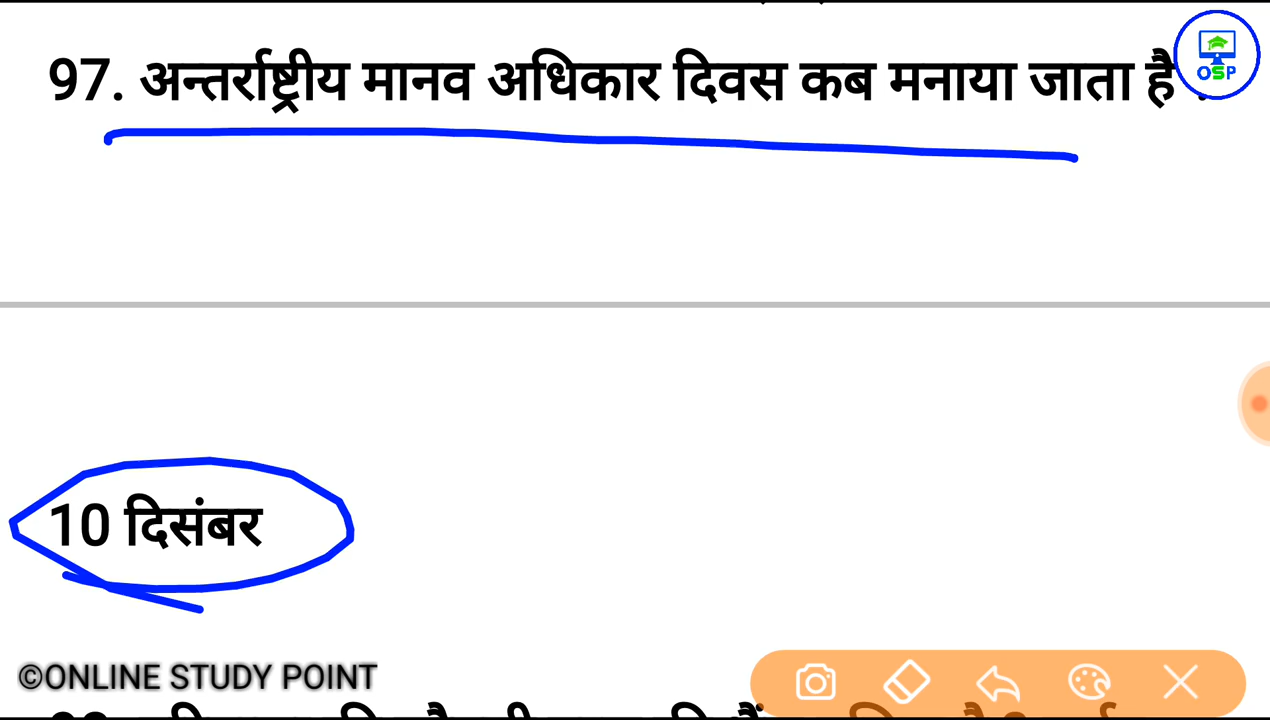 97. अन्तर्राष्ट्रीय मानव अधिकार दिवस कब मनाया जाता है
OSP
10 दिसंबर
©ONLINE STUDY POINT